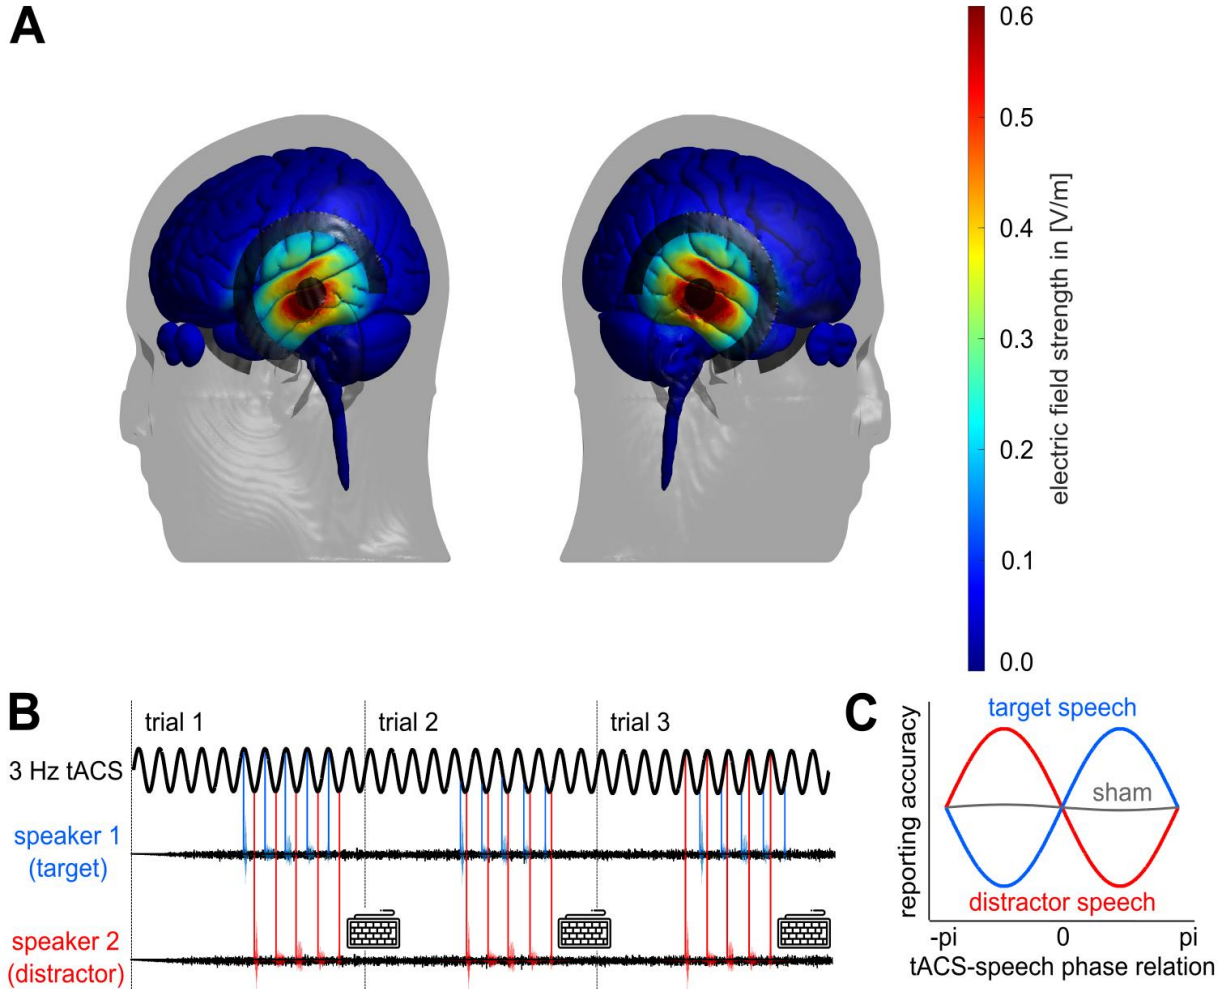 A
0.6
0.5
0.4
0.3
0.2
0.1
0.0
electric field strength in [V/m]
B
trial 1
trial 2
trial 3
3 Hz tACS
speaker 1
(target)
speaker 2
(distractor)
C
reporting accuracy
target speech
sham
distractor speech
-pi
0
pi
tACS-speech phase relation